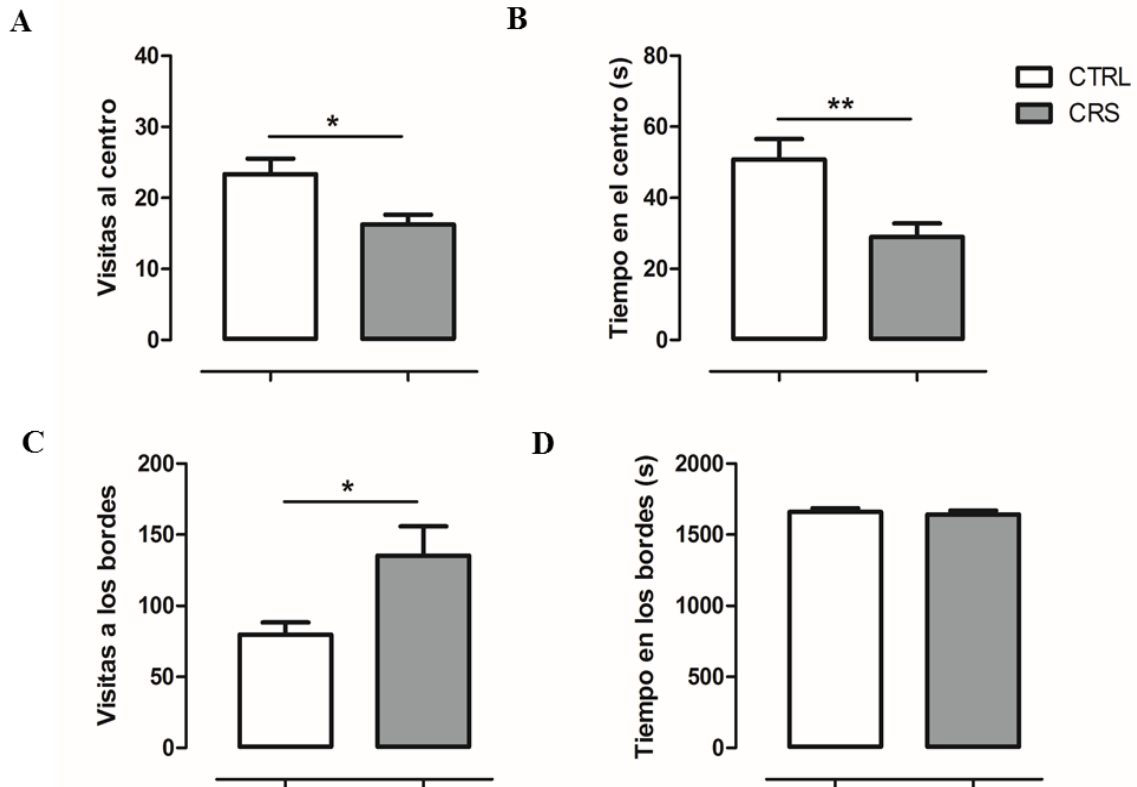 A
Visitas al centro
40
30
20
10
0
*
B
Tiempo en el centro (s)
80
60
40
20
0
**
CTRL
CRS
C
Visitas a los bordes
200
150
100
50
0
*
D
Tiempo en los bordes (s)
2000
1500
1000
500
0